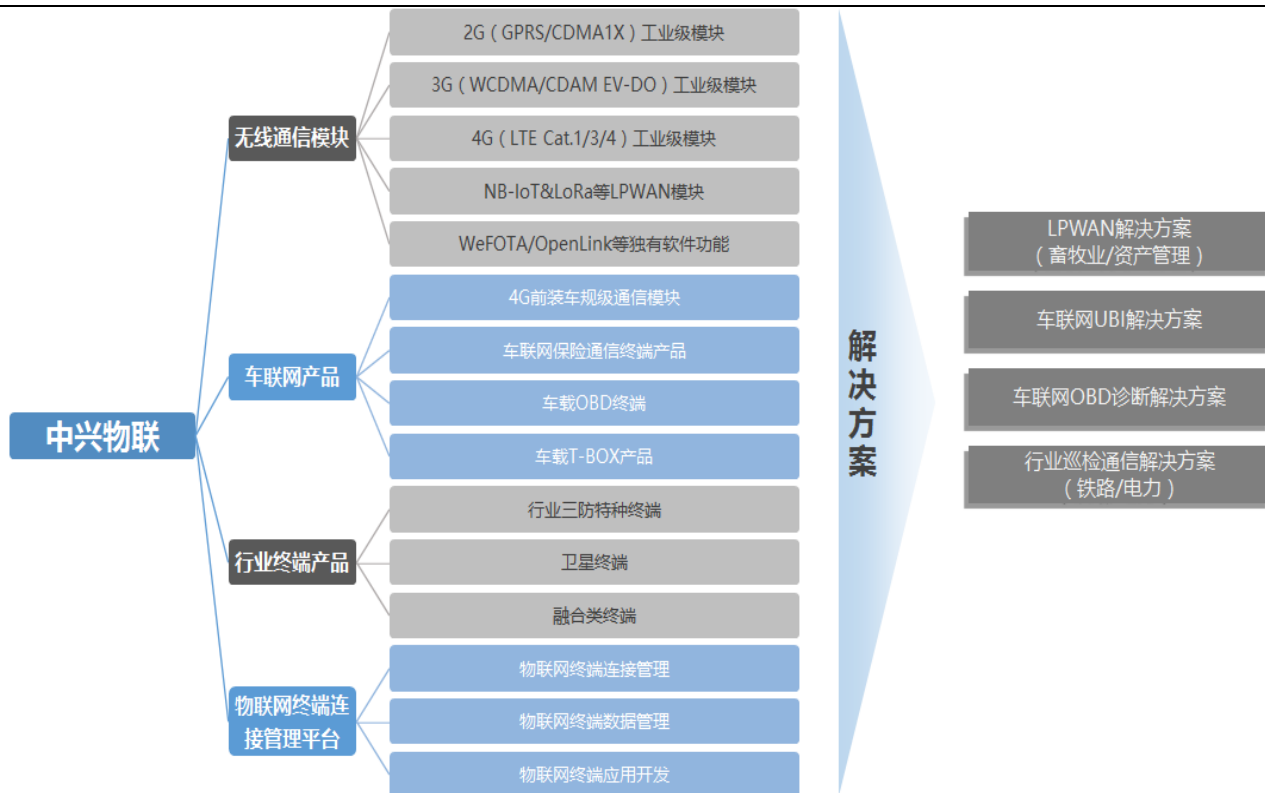 中兴物联
无线通信模块
2G（GPRS/CDMA1X）工业级模块
3G（WCDMA/CDAM EV-DO）工业级模块
4G（LTE Cat.1/3/4）工业级模块
NB-IoT&LoRa等LPWAN模块
WeFOTA/OpenLink等独有软件功能
车联网产品
4G前装车规级通信模块
车联网保险通信终端产品
车载OBD终端
车载T-BOX产品
行业终端产品
行业三防特种终端
卫星终端
融合类终端
物联网终端连
接管理平台
物联网终端连接管理
物联网终端数据管理
物联网终端应用开发
解决方案
LPWAN解决方案
（畜牧业/资产管理）
车联网UBI解决方案
车联网OBD诊断解决方案
行业巡检通信解决方案
（铁路/电力）